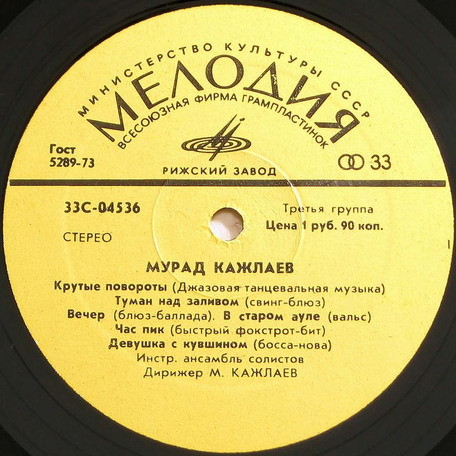 МИНИСТЕРСТВО КУЛЬТУРЫ СССР
МЕЛОДИЯ
ВСЕСОЮЗНАЯ ФИРМА ГРАМПЛАСТИНОК
Гост
5289-73
33
РИЖСКИЙ ЗАВОД
33С-04536
Третья группа
СТЕРЕО
Цена 1 руб. 90 коп.
МУРАД КАЖЛАЕВ
Крутые повороты (Джазовая танцевальная музыка)
Туман над заливом (свинг-блюз)
Вечер (блюз-баллада). В старом ауле (вальс)
Час пик (быстрый фокстрот-бит)
Девушка с кувшином (босса-нова)
Инстр. ансамбль солистов
Дирижер М. КАЖЛАЕВ